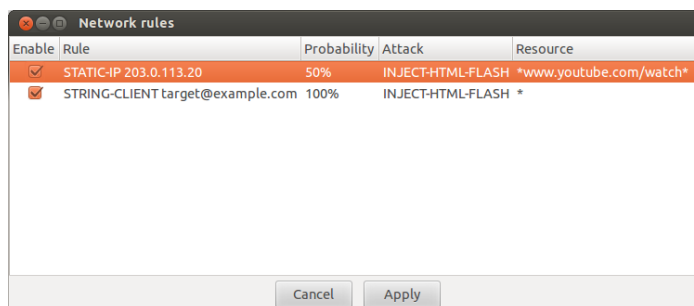 Network rules
Enable Rule Probability Attack Resource
STATIC-IP 203.0.113.20 50% INJECT-HTML-FLASH *www.youtube.com/watch*
STRING-CLIENT target@example.com 100% INJECT-HTML-FLASH *
Cancel Apply